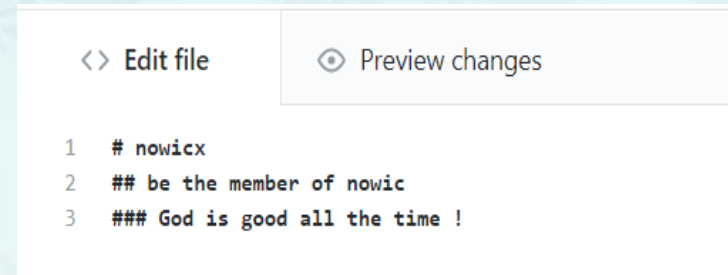 <> Edit file
Preview changes
1 # nowicx
2 ## be the member of nowic
3 ### God is good all the time !